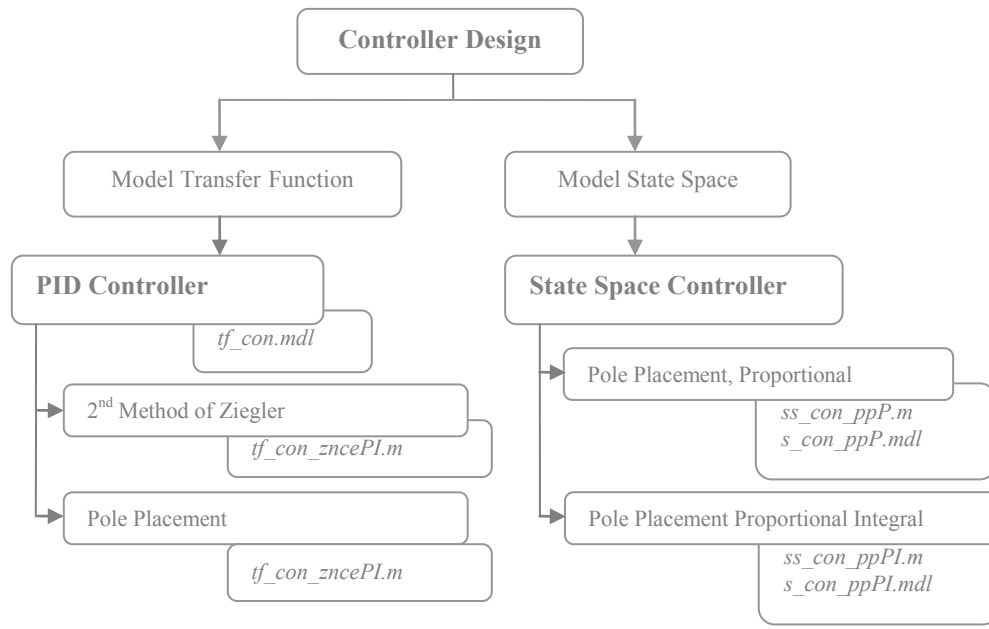 Controller Design
Model Transfer Function
Model State Space
PID Controller
tf_con.mdl
2nd Method of Ziegler
tf_con_zncePI.m
Pole Placement
tf_con_zncePI.m
State Space Controller
Pole Placement, Proportional
ss_con_ppP.m
s_con_ppP.mdl
Pole Placement Proportional Integral
ss_con_ppPI.m
s_con_ppPI.mdl